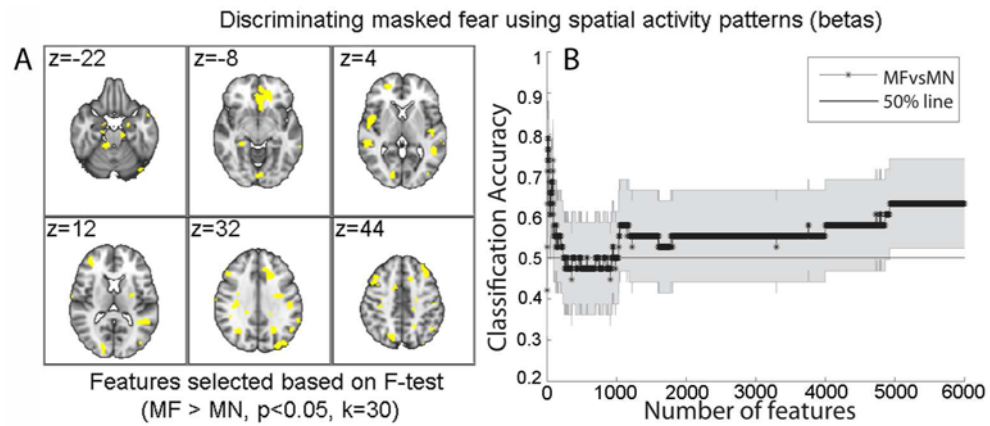 Discriminating masked fear using spatial activity patterns (betas)
A
z=-22
z=-8
z=4
z=12
z=32
z=44
Features selected based on F-test
(MF > MN, p<0.05, k=30)
B
MFvsMN
50% line
Classification Accuracy
1
0.9
0.8
0.7
0.6
0.5
0.4
0.3
0.2
0
1000
2000
3000
4000
5000
6000
Number of features